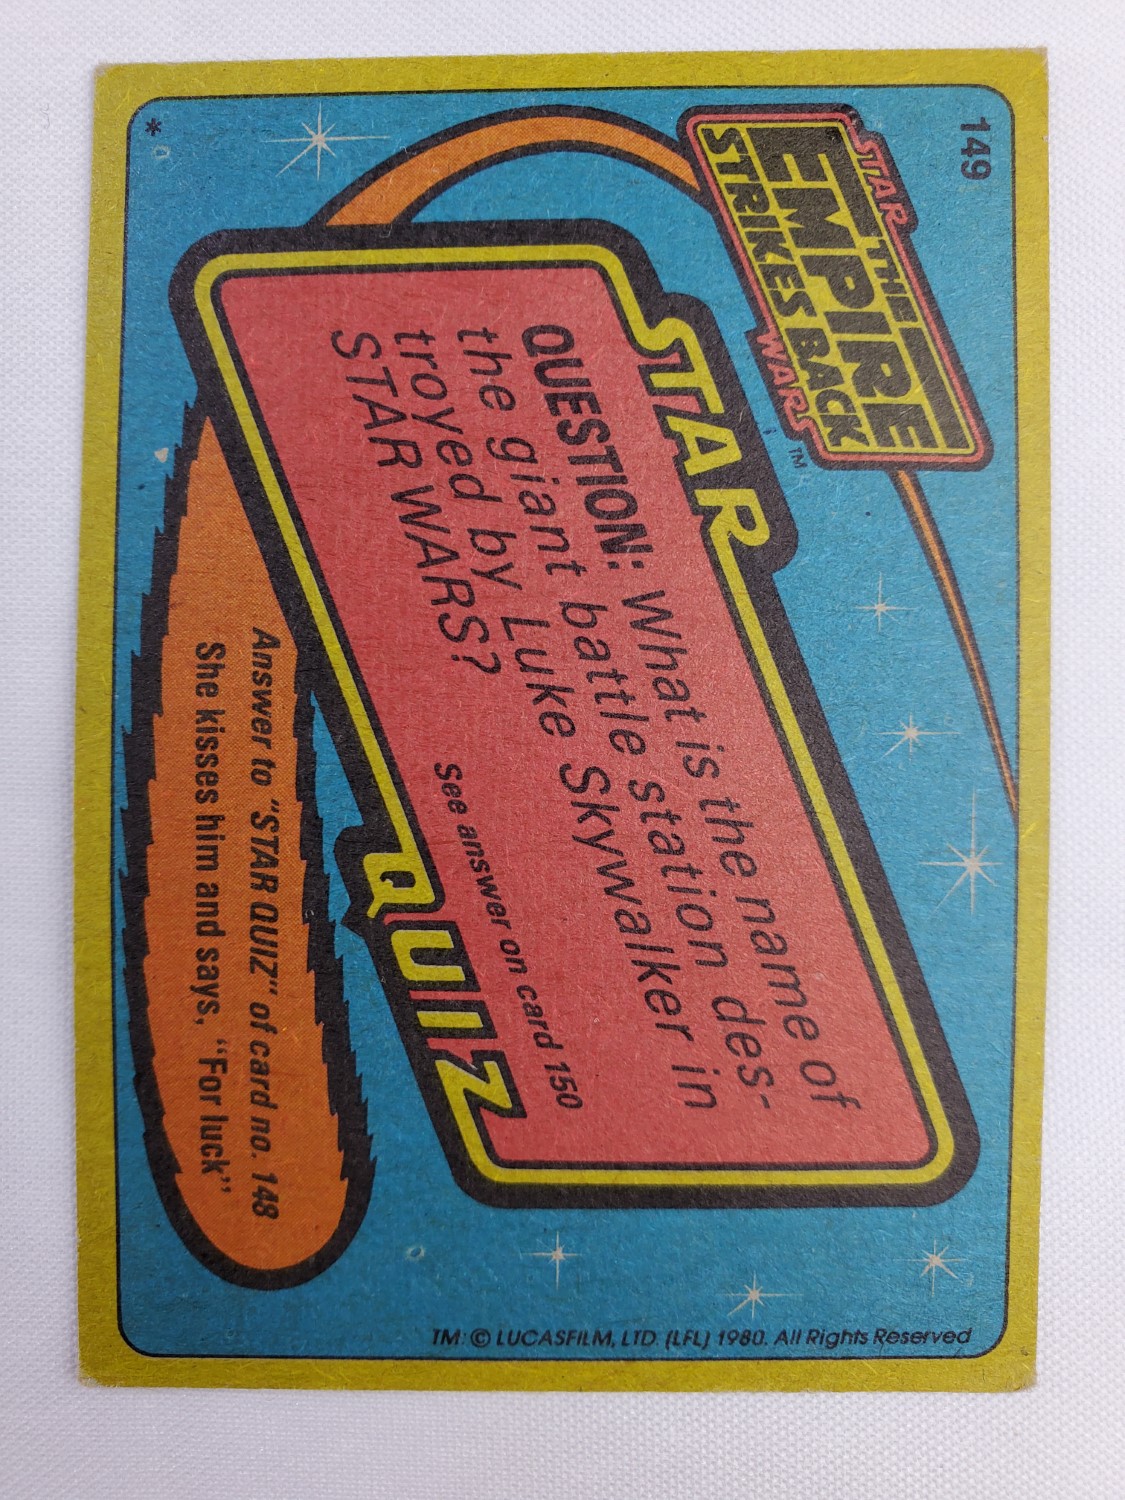 149
STAR
THE
EMPIRE
STRIKES BACK
WARS™
STAR
QUESTION: What is the name of
the giant battle station des-
troyed by Luke Skywalker in
STAR WARS?
See answer on card 150
QUIZ
Answer to "STAR QUIZ" of card no. 148
She kisses him and says, "For luck"
*
TM: © LUCASFILM, LTD. (LFL) 1980. All Rights Reserved